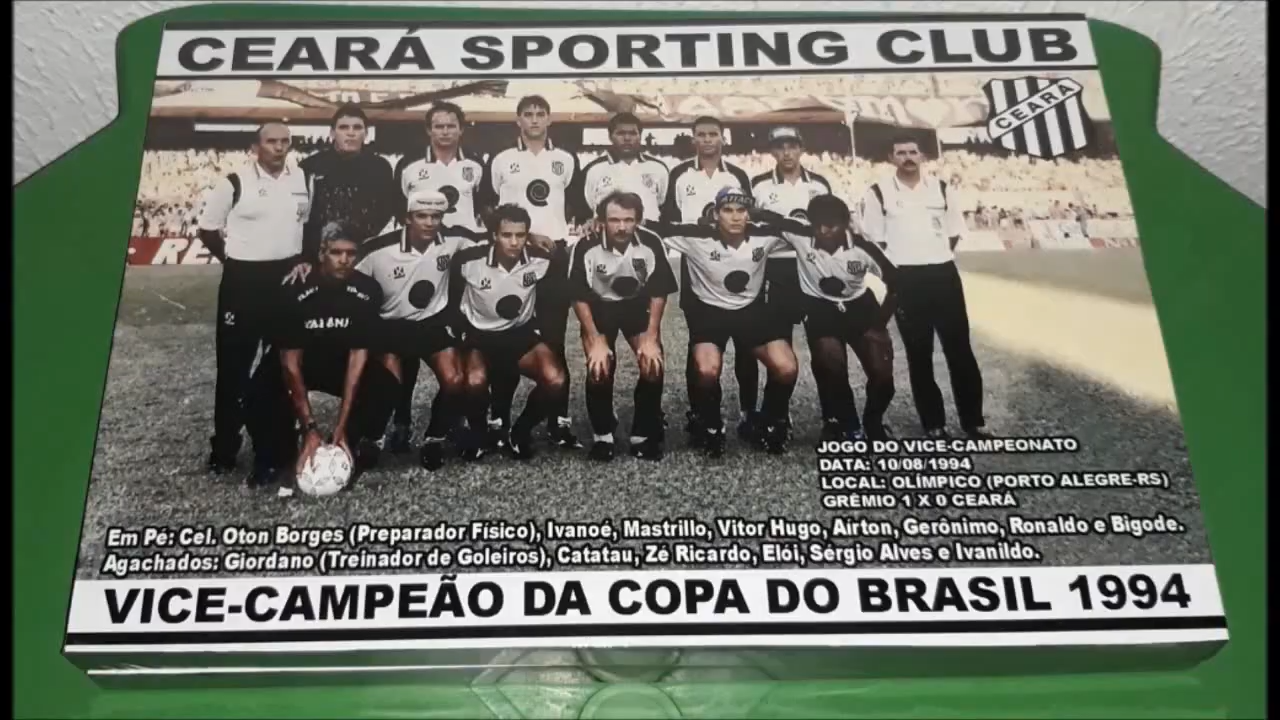 CEARÁ SPORTING CLUB
CEARÁ
RE
JOGO DO VICE-CAMPEONATO
DATA: 10/08/1994
LOCAL: OLÍMPICO (PORTO ALEGRE-RS)
GRÊMIO 1 X 0 CEARÁ
Em Pé: Cel. Oton Borges (Preparador Físico), Ivanoé, Mastrillo, Vitor Hugo, Aírton, Gerônimo, Ronaldo e Bigode.
Agachados: Giordano (Treinador de Goleiros), Catatau, Zé Ricardo, Elói, Sérgio Alves e Ivanildo.
VICE-CAMPEÃO DA COPA DO BRASIL 1994